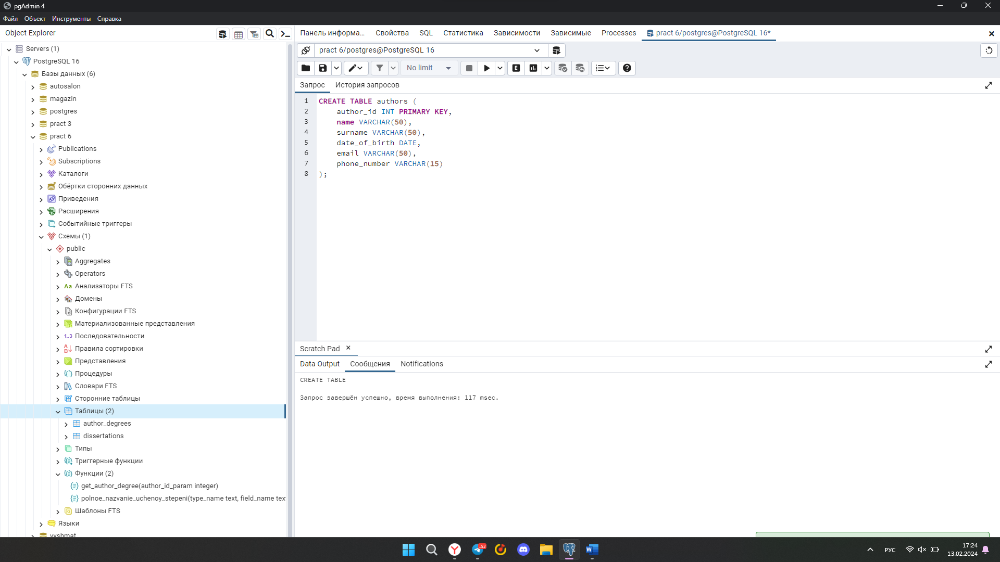 pgAdmin 4
Файл Объект Инструменты Справка
Object Explorer
Панель информа... Свойства SQL Статистика Зависимости Зависимые Processes pract 6/postgres@PostgreSQL 16*
Servers (1)
PostgreSQL 16
Базы данных (6)
autosalon
magazin
postgres
pract 3
pract 6
Publications
Subscriptions
Каталоги
Обёртки сторонних данных
Приведения
Расширения
Событийные триггеры
Схемы (1)
public
Aggregates
Operators
Aa Анализаторы FTS
Домены
Конфигурации FTS
Материализованные представления
1..3 Последовательности
Правила сортировки
Представления
Процедуры
Словари FTS
Сторонние таблицы
Таблицы (2)
author_degrees
dissertations
Типы
Триггерные функции
Функции (2)
get_author_degree(author_id_param integer)
polnoe_nazvanie_uchenoy_stepeni(type_name text, field_name tex
Шаблоны FTS
Языки
vyshmat
pract 6/postgres@PostgreSQL 16
No limit
E
Запрос История запросов
1 CREATE TABLE authors (
2 author_id INT PRIMARY KEY,
3 name VARCHAR(50),
4 surname VARCHAR(50),
5 date_of_birth DATE,
6 email VARCHAR(50),
7 phone_number VARCHAR(15)
8 );
Scratch Pad
Data Output Сообщения Notifications
CREATE TABLE
Запрос завершён успешно, время выполнения: 117 msec.
52
РУС
17:24
13.02.2024